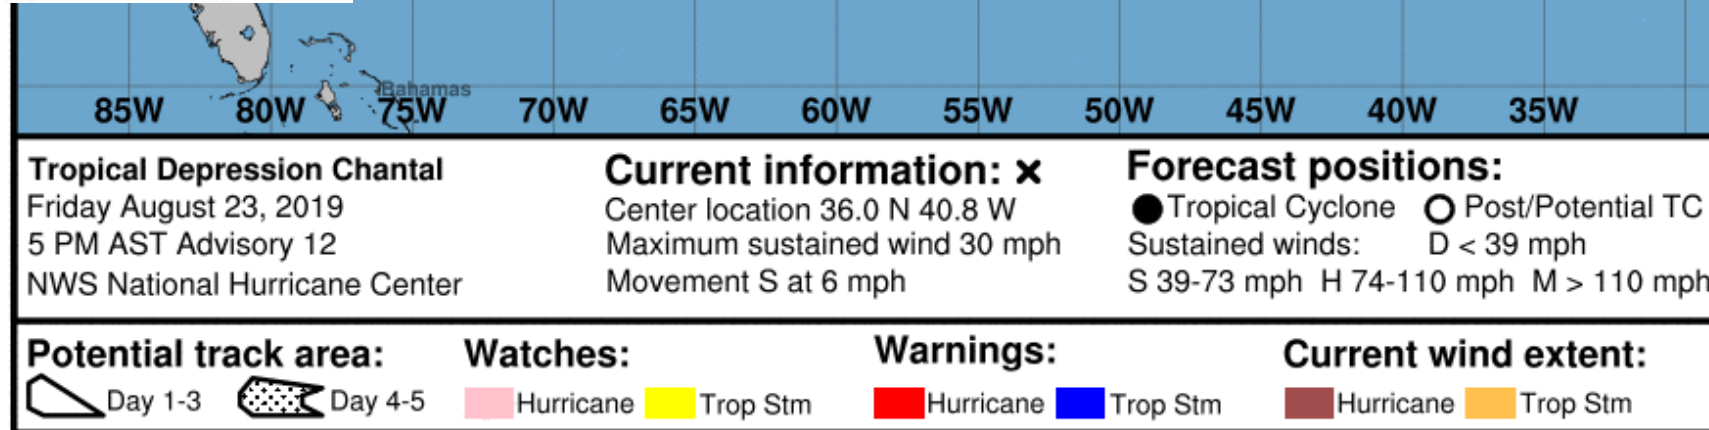 Bahamas
85W 80W 75W 70W 65W 60W 55W 50W 45W 40W 35W
Tropical Depression Chantal
Friday August 23, 2019
5 PM AST Advisory 12
NWS National Hurricane Center
Current information: ×
Center location 36.0 N 40.8 W
Maximum sustained wind 30 mph
Movement S at 6 mph
Forecast positions:
Tropical Cyclone Post/Potential TC
Sustained winds: D < 39 mph
S 39-73 mph H 74-110 mph M > 110 mph
Potential track area:
Day 1-3 Day 4-5
Watches:
Hurricane Trop Stm
Warnings:
Hurricane Trop Stm
Current wind extent:
Hurricane Trop Stm